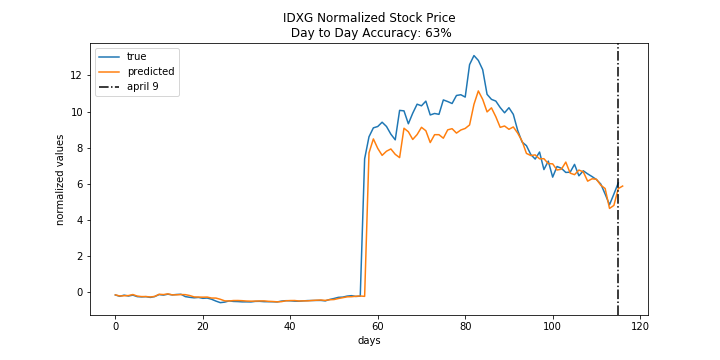 IDXG Normalized Stock Price
Day to Day Accuracy: 63%
true
predicted
april 9
normalized values
12
10
8
6
4
2
0
0
20
40
60
80
100
120
days